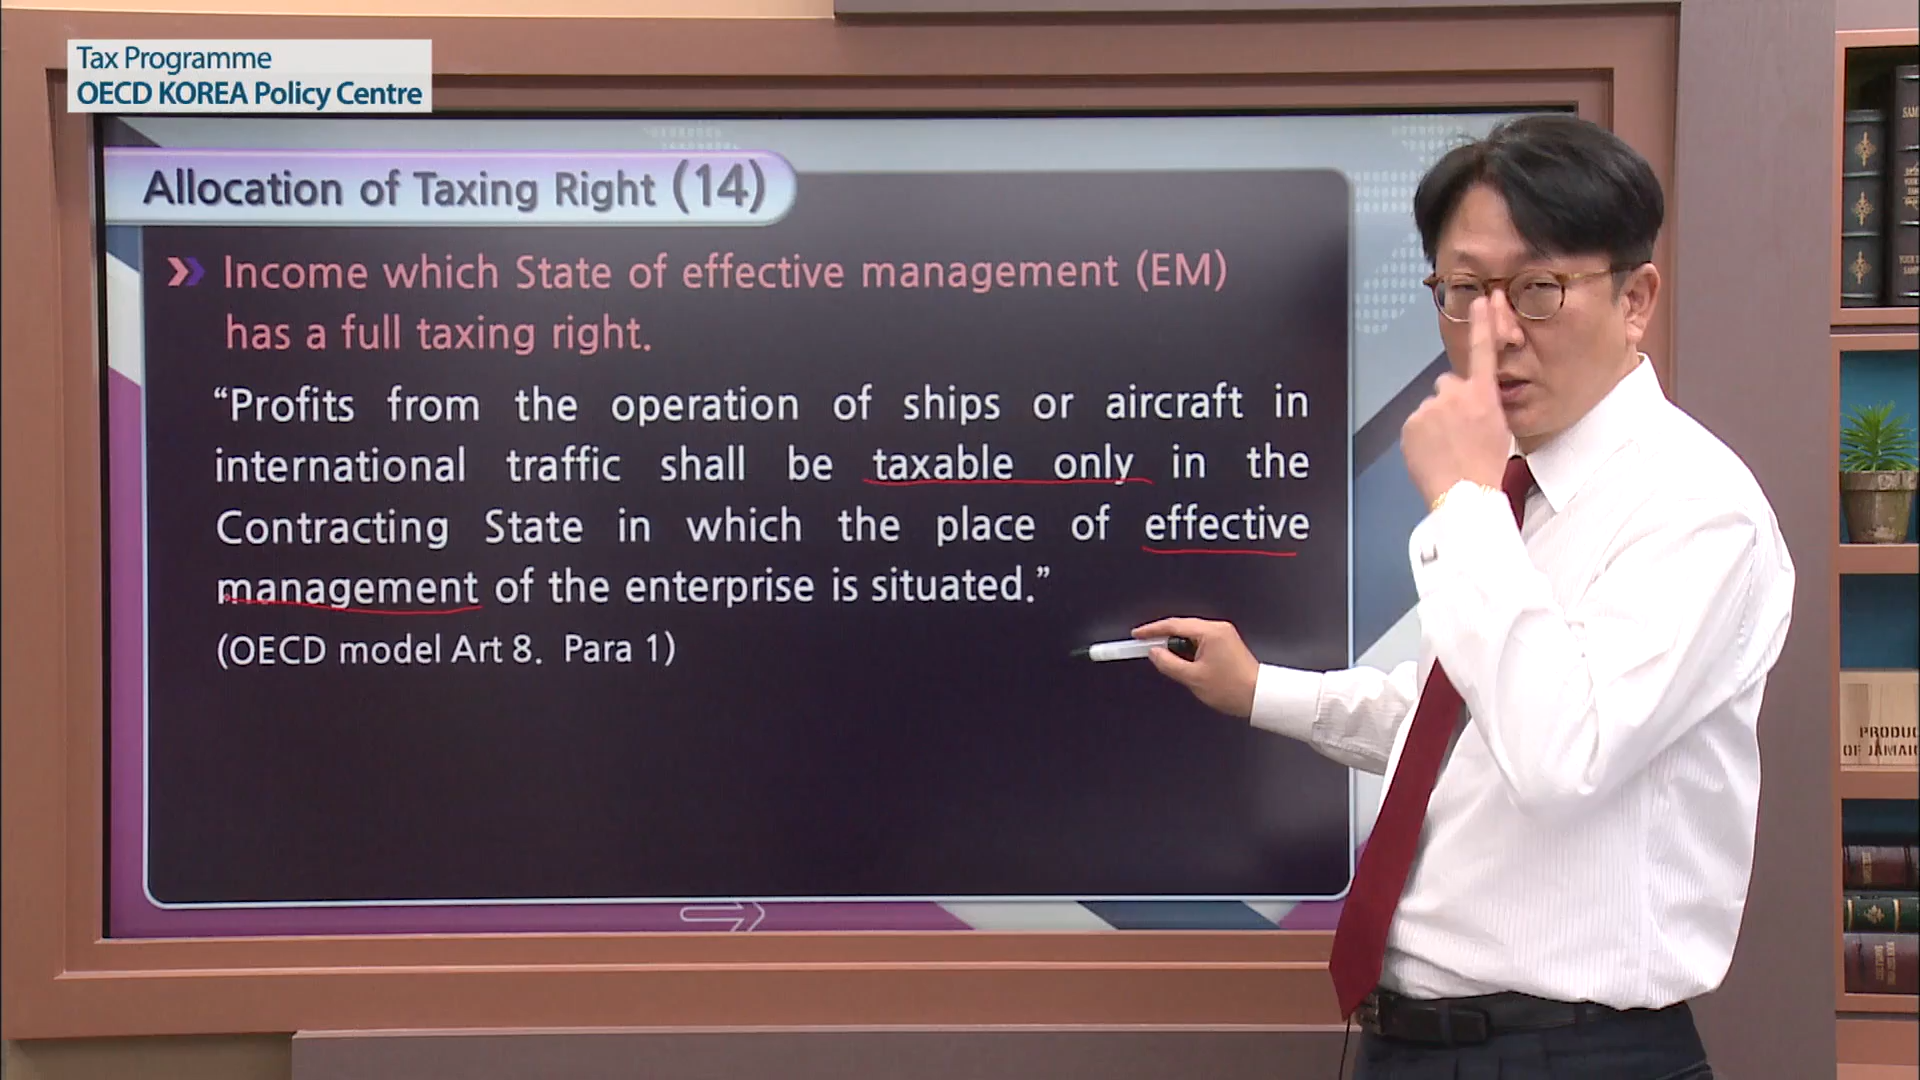 Tax Programme
OECD KOREA Policy Centre
Allocation of Taxing Right (14)
Income which State of effective management (EM)
has a full taxing right.
“Profits from the operation of ships or aircraft in
international traffic shall be taxable only in the
Contracting State in which the place of effective
management of the enterprise is situated.”
(OECD model Art 8. Para 1)
PRODUC
OF JAMAIC